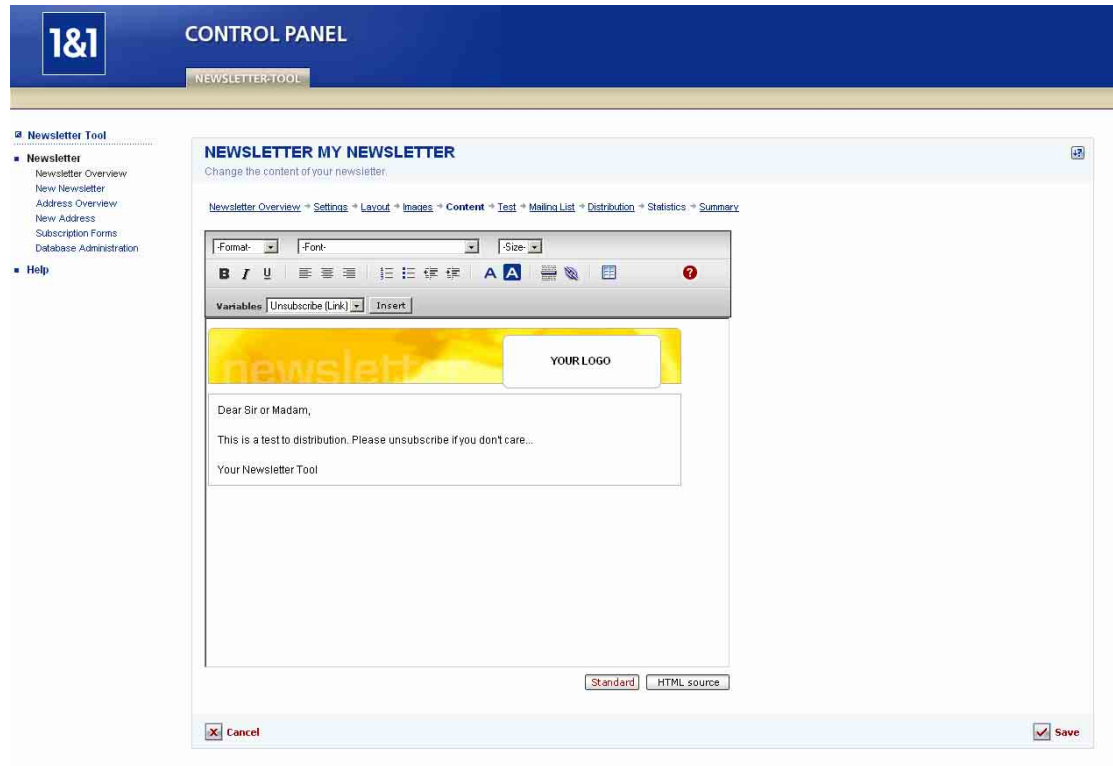 1&1
CONTROL PANEL
NEWSLETTER-TOOL
Newsletter Tool
Newsletter
Newsletter Overview
New Newsletter
Address Overview
New Address
Subscription Forms
Database Administration
Help
NEWSLETTER MY NEWSLETTER
Change the content of your newsletter.
Newsletter Overview Settings Layout Images Content Test Mailing List Distribution Statistics Summary
-Format- -Font- -Size-
B I U A A ?
Variables Unsubscribe (Link) Insert
newslett
YOUR LOGO
Dear Sir or Madam,
This is a test to distribution. Please unsubscribe if you don't care...
Your Newsletter Tool
Standard HTML source
Cancel Save